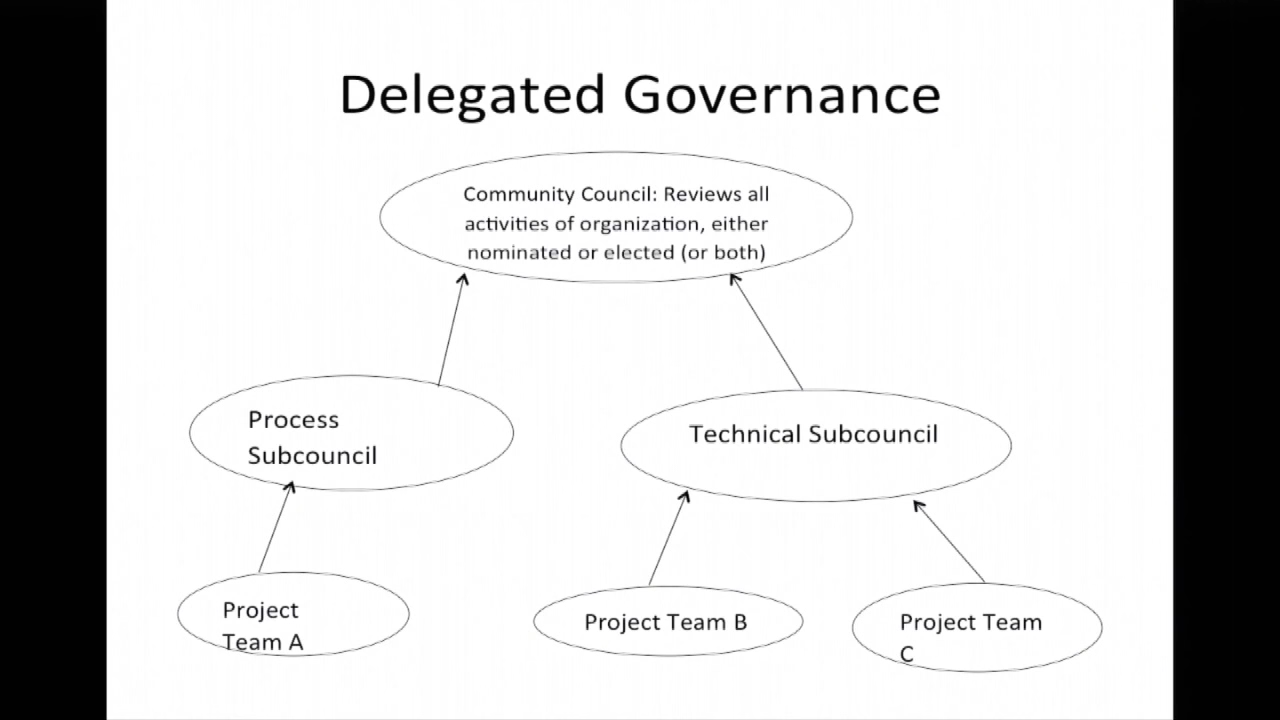 Delegated Governance
Community Council: Reviews all
activities of organization, either
nominated or elected (or both)
Process
Subcouncil
Technical Subcouncil
Project
Team A
Project Team B
Project Team
C